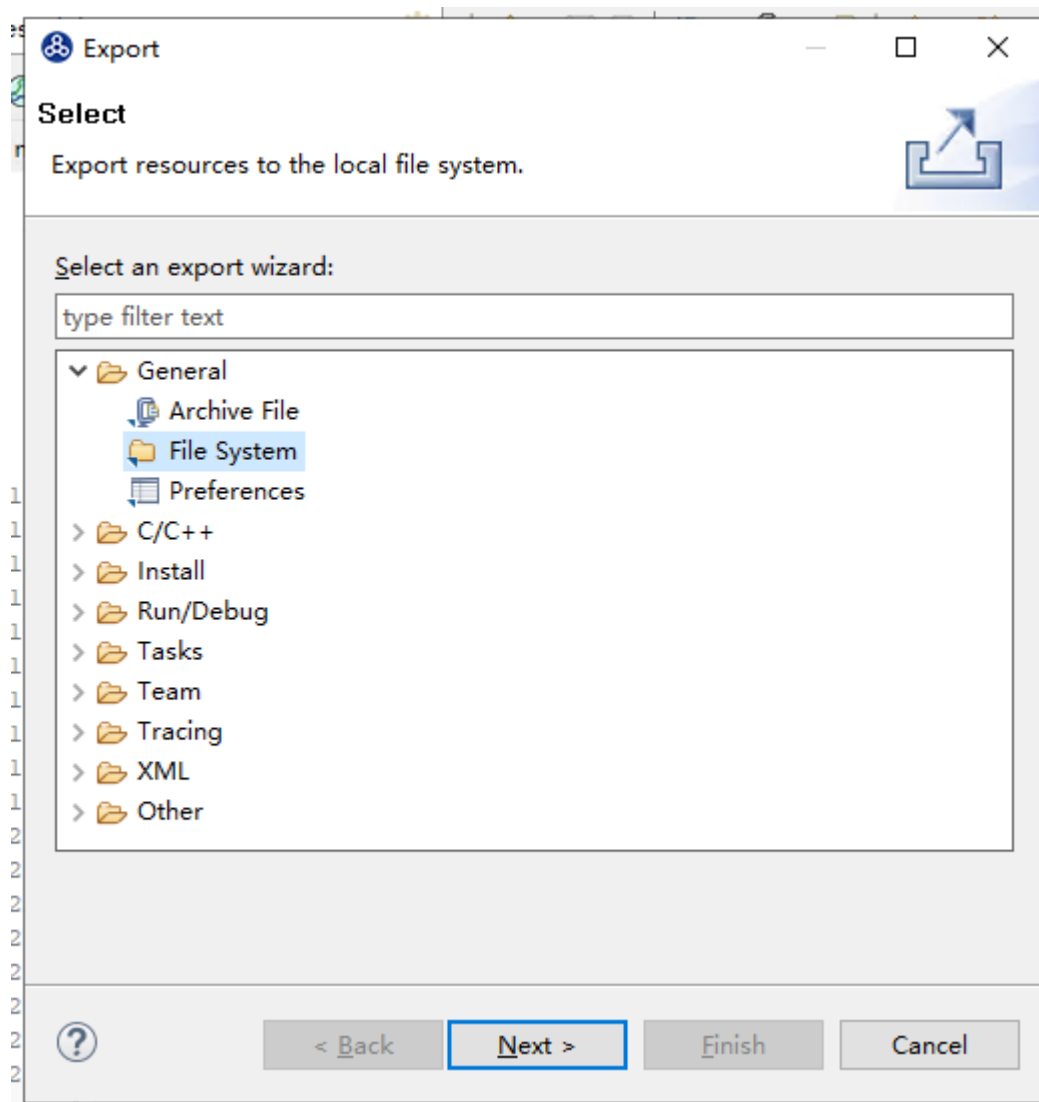 Export
Select
Export resources to the local file system.
Select an export wizard:
type filter text
General
Archive File
File System
Preferences
C/C++
Install
Run/Debug
Tasks
Team
Tracing
XML
Other
< Back
Next >
Finish
Cancel